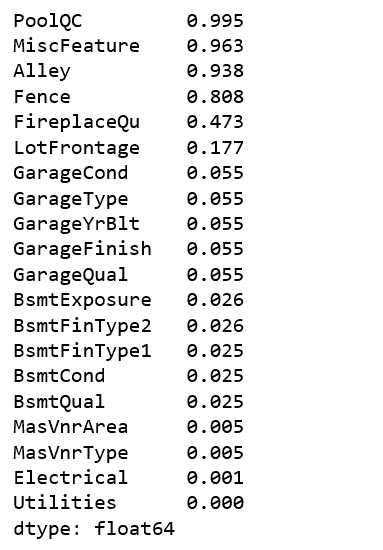 PoolQC 0.995
MiscFeature 0.963
Alley 0.938
Fence 0.808
FireplaceQu 0.473
LotFrontage 0.177
GarageCond 0.055
GarageType 0.055
GarageYrBlt 0.055
GarageFinish 0.055
GarageQual 0.055
BsmtExposure 0.026
BsmtFinType2 0.026
BsmtFinType1 0.025
BsmtCond 0.025
BsmtQual 0.025
MasVnrArea 0.005
MasVnrType 0.005
Electrical 0.001
Utilities 0.000
dtype: float64